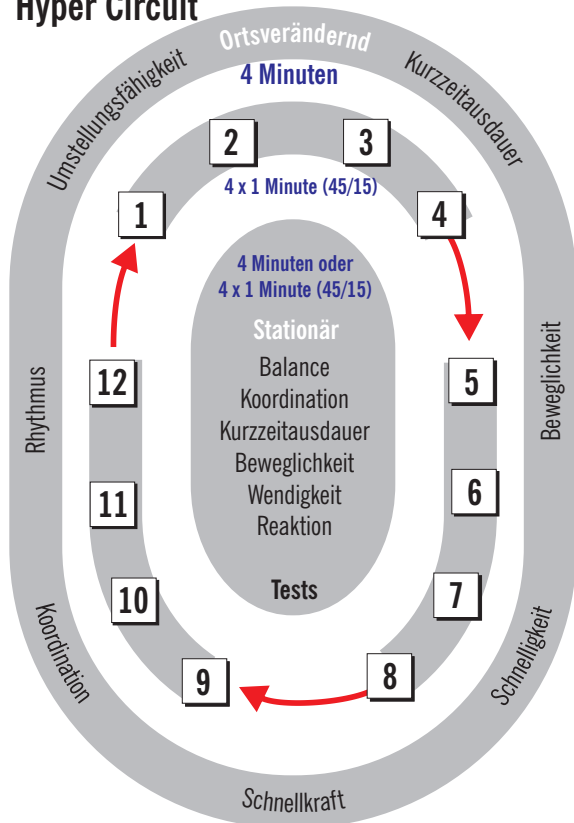 Hyper Circuit
Ortsverändernd
4 Minuten
Umstellungsfähigkeit
Kurzzeitausdauer
2
3
4 x 1 Minute (45/15)
1
4
4 Minuten oder
4 x 1 Minute (45/15)
Stationär
Balance
Koordination
Kurzzeitausdauer
Beweglichkeit
Wendigkeit
Reaktion
Tests
12
5
Rhythmus
Beweglichkeit
11
6
10
7
9
8
Koordination
Schnelligkeit
Schnellkraft